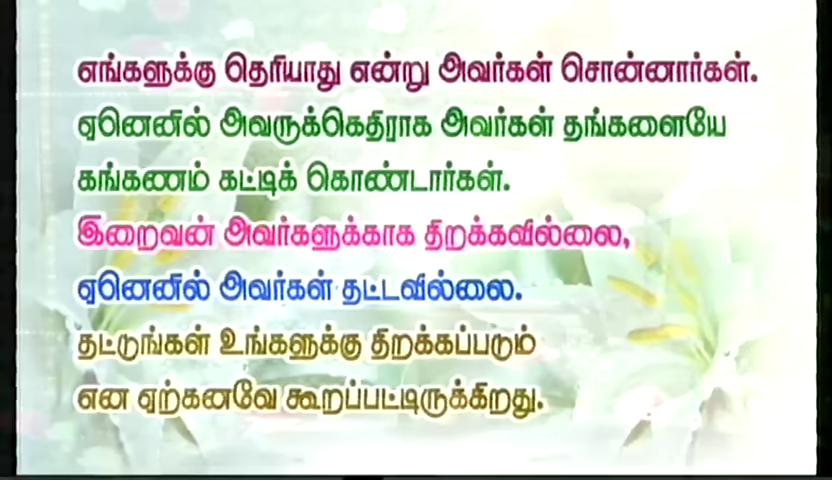 எங்களுக்கு தெரியாது என்று அவர்கள் சொன்னார்கள்.
ஏனெனில் அவருக்கெதிராக அவர்கள் தங்களையே
கங்கணம் கட்டிக் கொண்டார்கள்.
இறைவன் அவர்களுக்காக திறக்கவில்லை,
ஏனெனில் அவர்கள் தட்டவில்லை.
தட்டுங்கள் உங்களுக்கு திறக்கப்படும்
என ஏற்கனவே கூறப்பட்டிருக்கிறது.